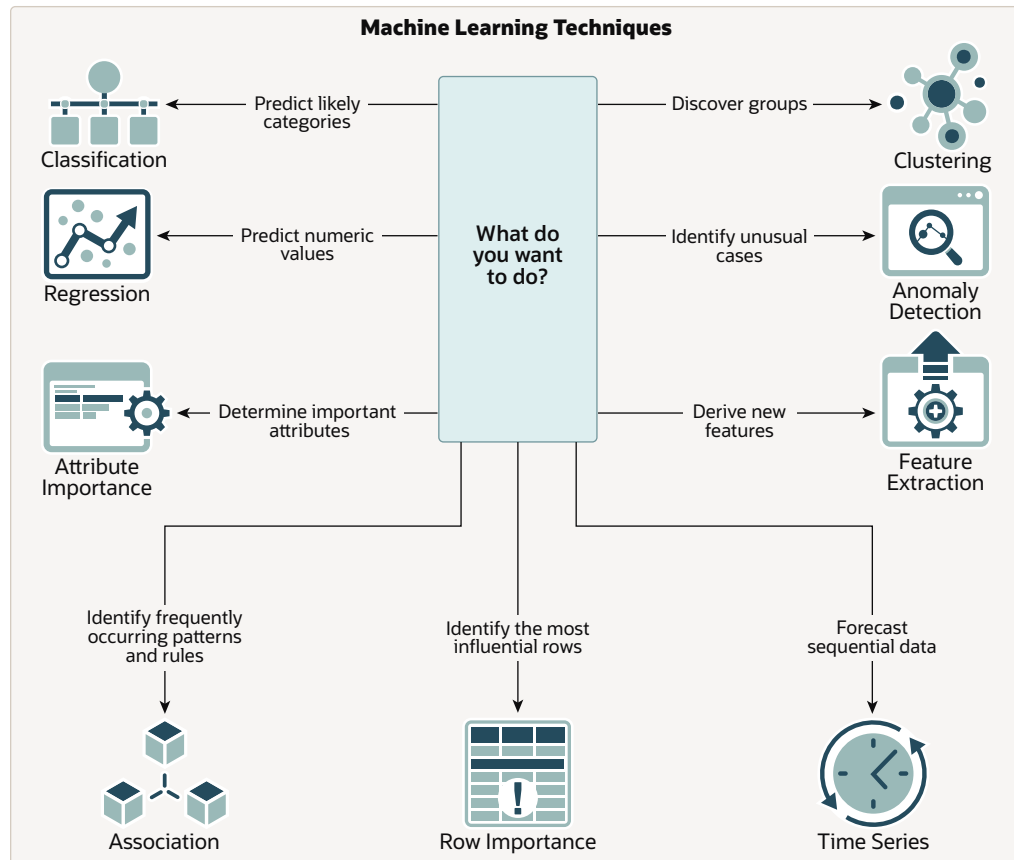 Machine Learning Techniques
Predict likely
categories
Classification
Discover groups
Clustering
Predict numeric
values
Regression
What do
you want
to do?
Identify unusual
cases
Anomaly
Detection
Determine important
attributes
Attribute
Importance
Derive new
features
Feature
Extraction
Identify frequently
occurring patterns
and rules
Association
Identify the most
influential rows
Row Importance
Forecast
sequential data
Time Series